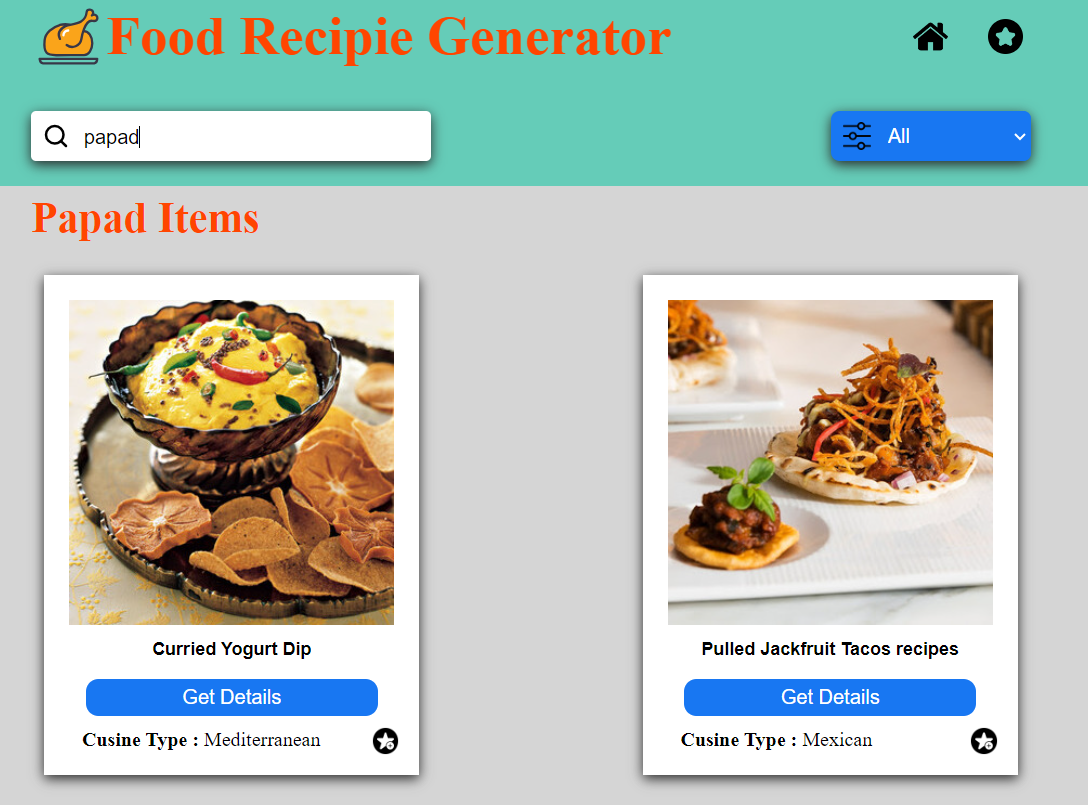 Food Recipie Generator
papad
All
Papad Items
Curried Yogurt Dip
Get Details
Cusine Type : Mediterranean
Pulled Jackfruit Tacos recipes
Get Details
Cusine Type : Mexican